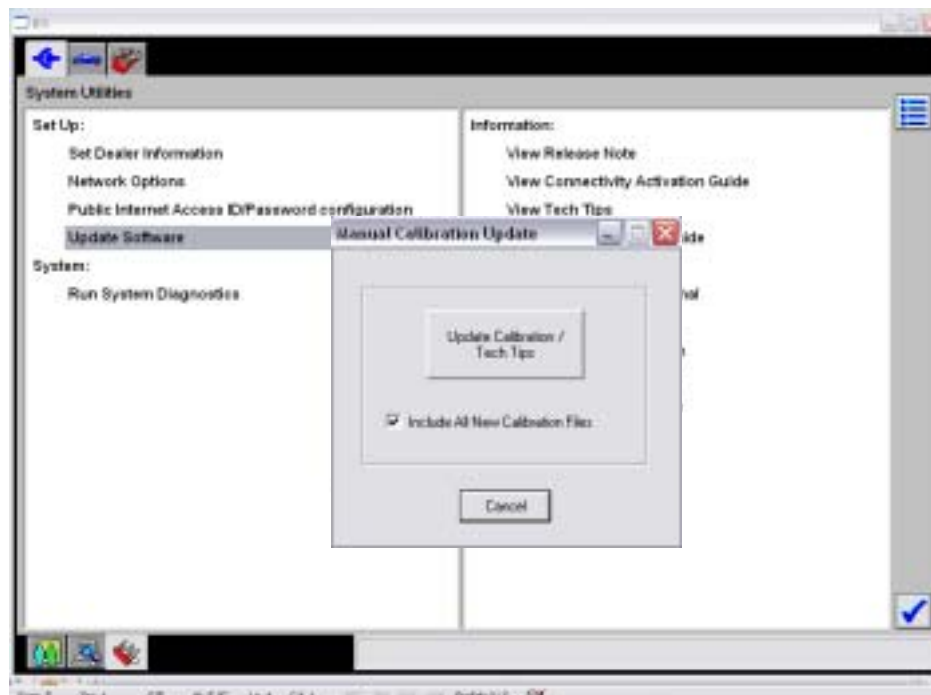 System Utilities
Set Up:
Set Dealer Information
Network Options
Public Internet Access ID/Password configuration
Update Software
System:
Run System Diagnostics
Information:
View Release Note
View Connectivity Activation Guide
View Tech Tips
ide
nal
Manual Calibration Update
Update Calibration /
Tech Tips
Include All New Calibration Files
Cancel